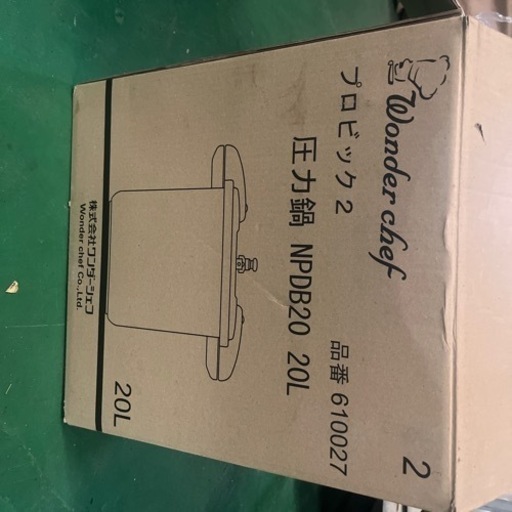 Wonder chef
2
プロビック 2
品番 610027
圧力鍋 NPDB20 20L
20L
株式会社ワンダーシェフ
Wonder chef Co.,Ltd.